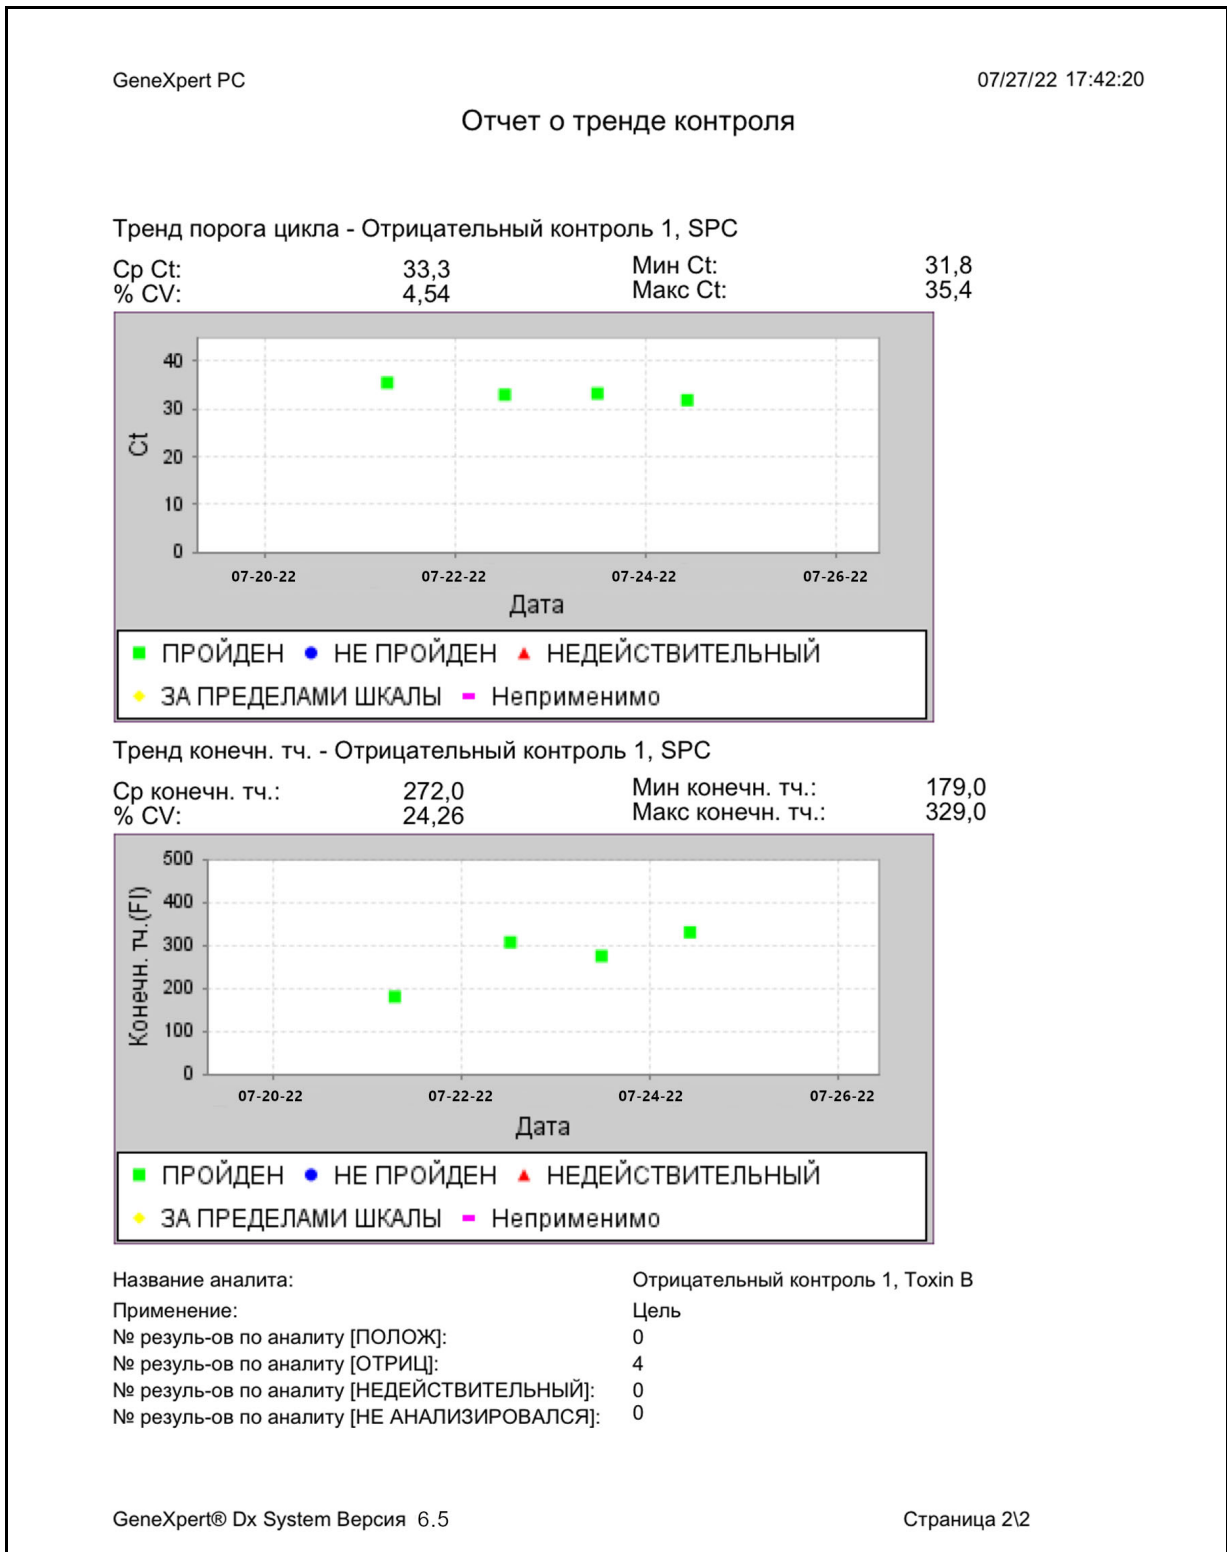 GeneXpert PC 07/27/22 17:42:20
Отчет о тренде контроля
Тренд порога цикла - Отрицательный контроль 1, SPC
Ср Ct: 33,3 Мин Ct: 31,8
% CV: 4,54 Макс Ct: 35,4
40
30
20
10
0
Ct
07-20-22 07-22-22 07-24-22 07-26-22
Дата
ПРОЙДЕН НЕ ПРОЙДЕН НЕДЕЙСТВИТЕЛЬНЫЙ
ЗА ПРЕДЕЛАМИ ШКАЛЫ Неприменимо
Тренд конечн. тч. - Отрицательный контроль 1, SPC
Ср конечн. тч.: 272,0 Мин конечн. тч.: 179,0
% CV: 24,26 Макс конечн. тч.: 329,0
500
400
300
200
100
0
Конечн. тч.(Fl)
07-20-22 07-22-22 07-24-22 07-26-22
Дата
ПРОЙДЕН НЕ ПРОЙДЕН НЕДЕЙСТВИТЕЛЬНЫЙ
ЗА ПРЕДЕЛАМИ ШКАЛЫ Неприменимо
Название аналита: Отрицательный контроль 1, Toxin B
Применение: Цель
№ резуль-ов по аналиту [ПОЛОЖ]: 0
№ резуль-ов по аналиту [ОТРИЦ]: 4
№ резуль-ов по аналиту [НЕДЕЙСТВИТЕЛЬНЫЙ]: 0
№ резуль-ов по аналиту [НЕ АНАЛИЗИРОВАЛСЯ]: 0
GeneXpert® Dx System Версия 6.5 Страница 2\2